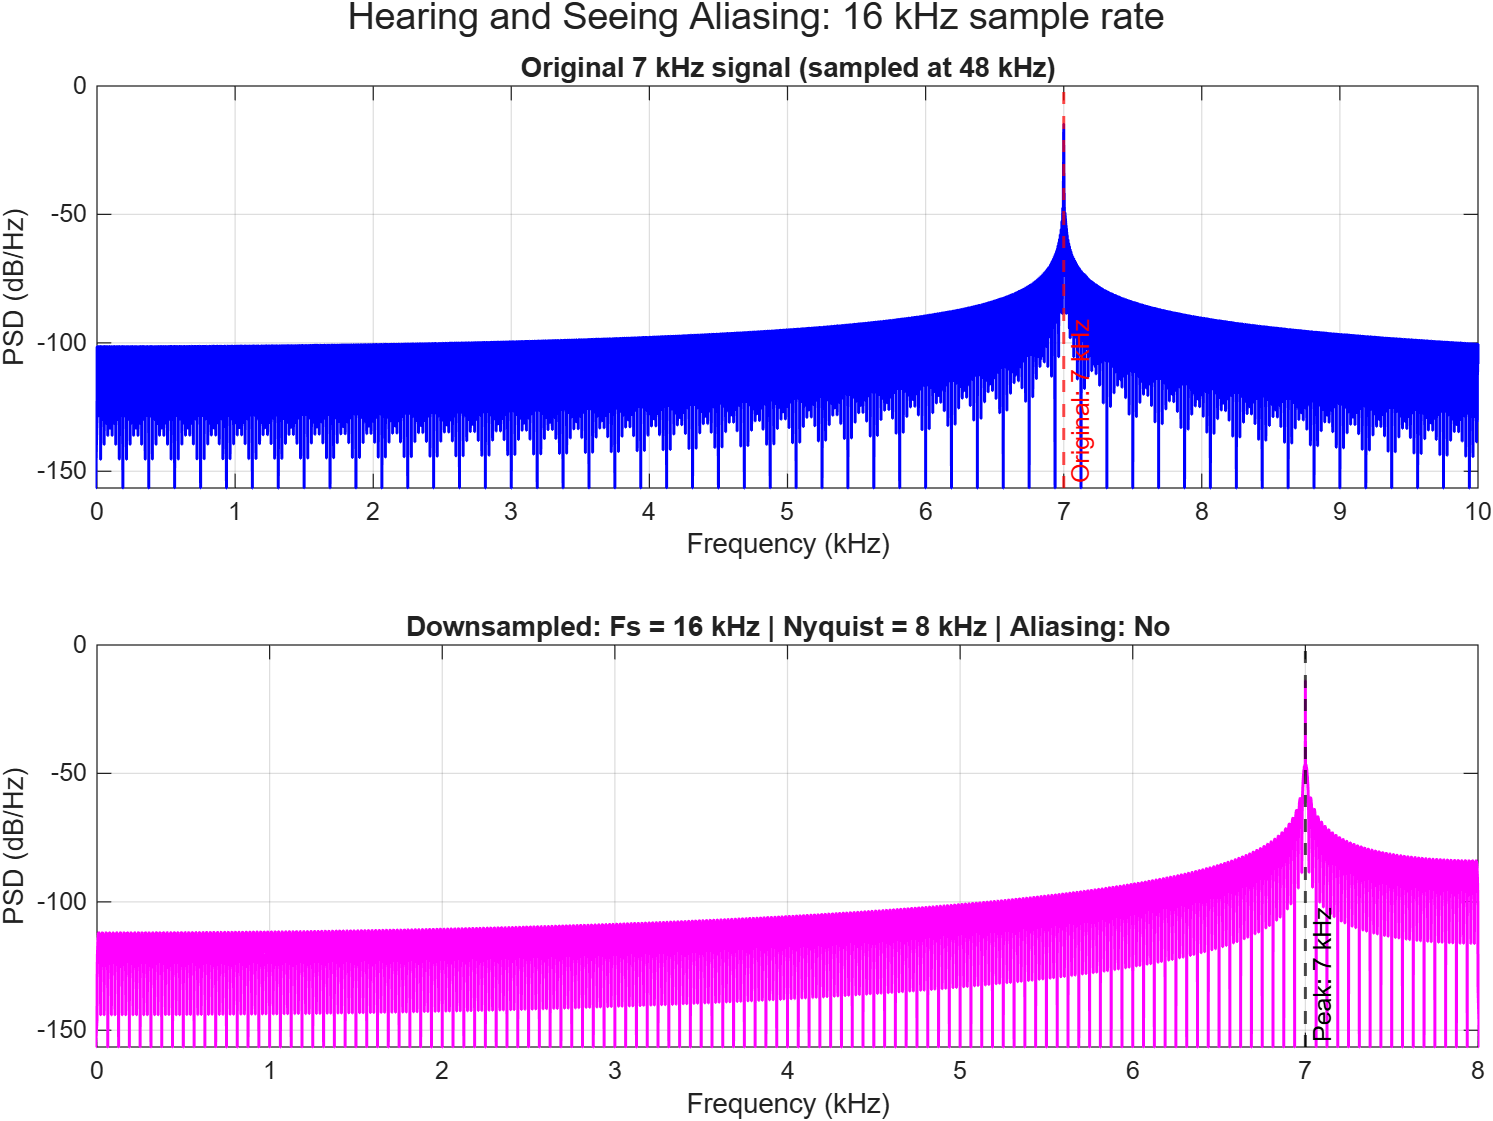 Hearing and Seeing Aliasing: 16 kHz sample rate
Original 7 kHz signal (sampled at 48 kHz)
PSD (dB/Hz)
0
-50
-100
-150
Original: 7 kHz
0 1 2 3 4 5 6 7 8 9 10
Frequency (kHz)
Downsampled: Fs = 16 kHz | Nyquist = 8 kHz | Aliasing: No
PSD (dB/Hz)
0
-50
-100
-150
Peak: 7 kHz
0 1 2 3 4 5 6 7 8
Frequency (kHz)